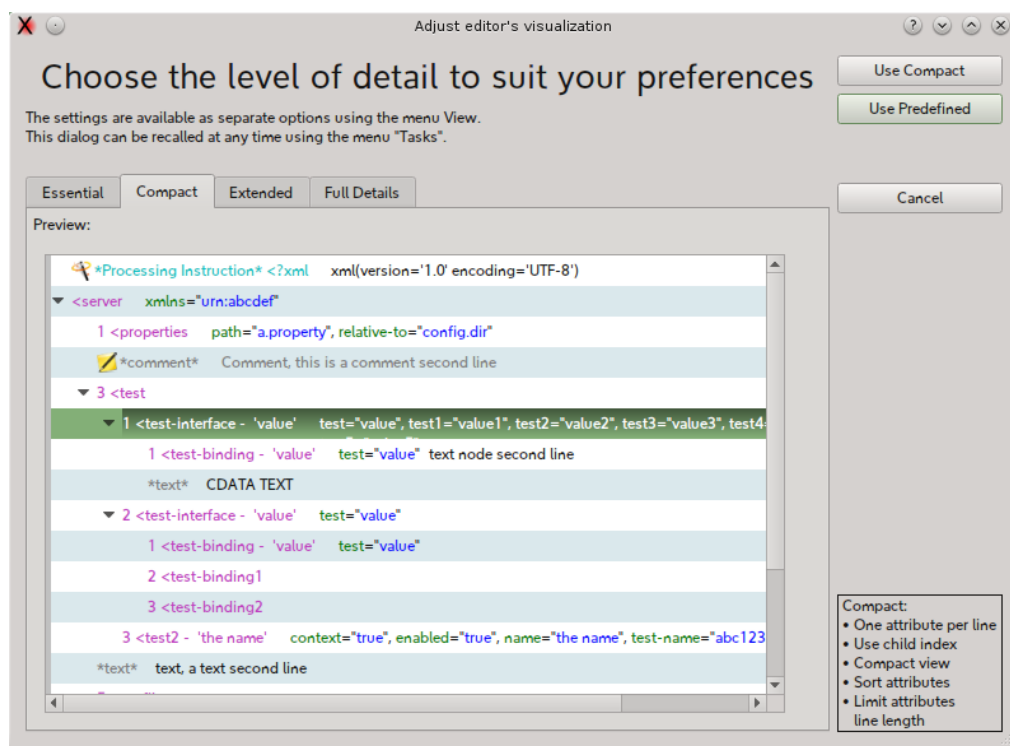 Adjust editor's visualization
Choose the level of detail to suit your preferences
The settings are available as separate options using the menu View.
This dialog can be recalled at any time using the menu "Tasks".
Use Compact
Use Predefined
Cancel
Essential Compact Extended Full Details
Preview:
*Processing Instruction* <?xml xml(version='1.0' encoding='UTF-8')
<server xmlns="urn:abcdef"
1 <properties path="a.property", relative-to="config.dir"
*comment* Comment, this is a comment second line
3 <test
1 <test-interface - 'value' test="value", test1="value1", test2="value2", test3="value3", test4=
1 <test-binding - 'value' test="value" text node second line
*text* CDATA TEXT
2 <test-interface - 'value' test="value"
1 <test-binding - 'value' test="value"
2 <test-binding1
3 <test-binding2
3 <test2 - 'the name' context="true", enabled="true", name="the name", test-name="abc123
*text* text, a text second line
Compact:
• One attribute per line
• Use child index
• Compact view
• Sort attributes
• Limit attributes
line length